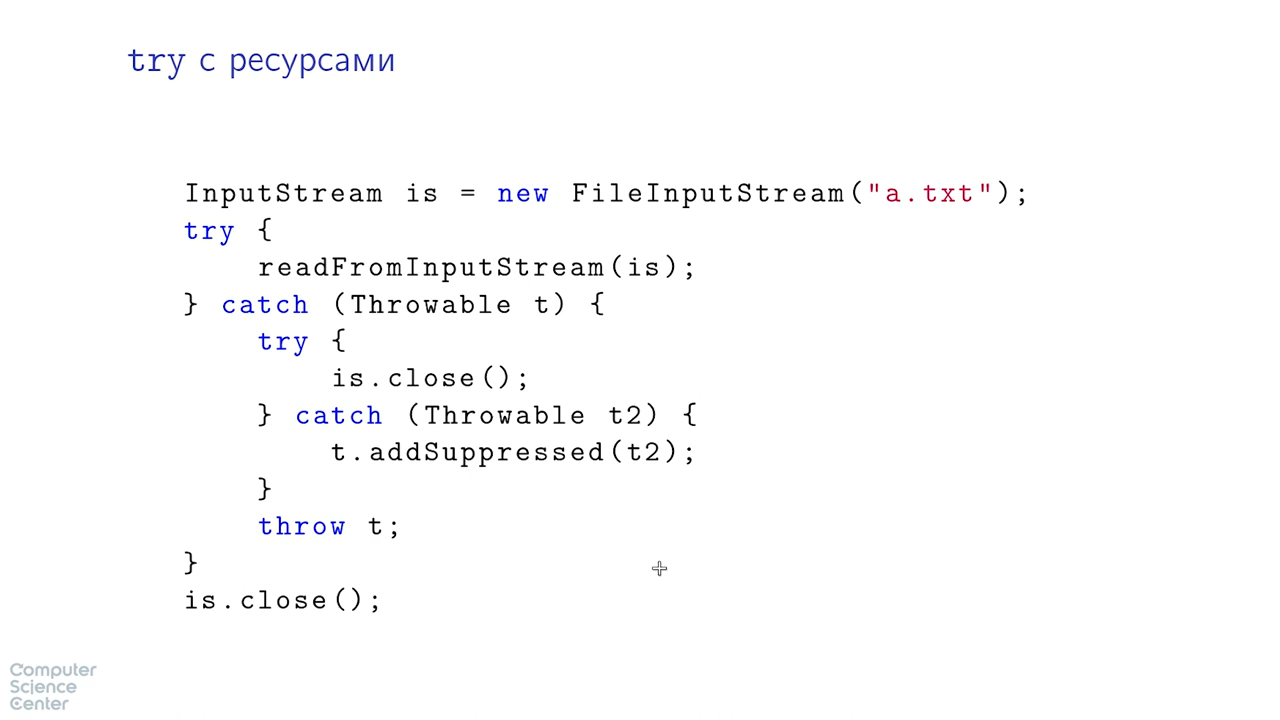 try с ресурсами
InputStream is = new FileInputStream("a.txt");
try {
    readFromInputStream(is);
} catch (Throwable t) {
    try {
        is.close();
    } catch (Throwable t2) {
        t.addSuppressed(t2);
    }
    throw t;
}
is.close();
Computer
Science
Center